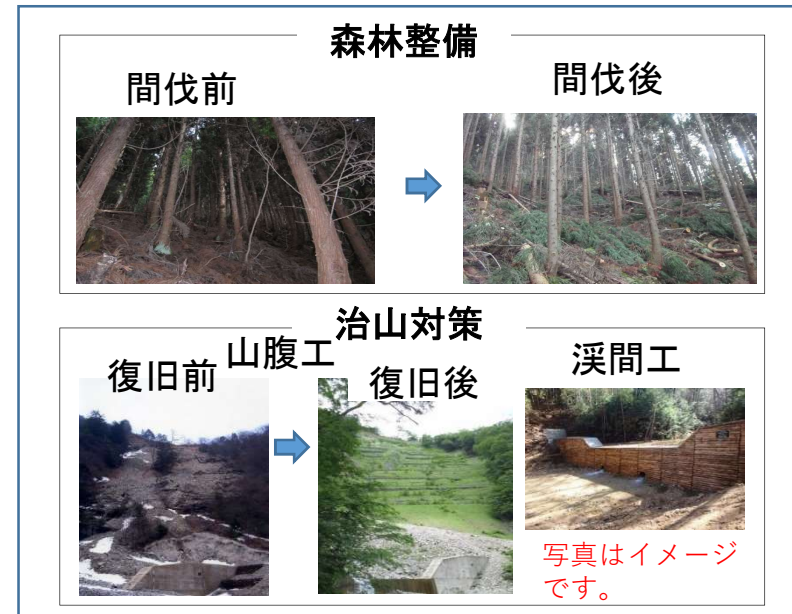 森林整備
間伐前
間伐後
治山対策
山腹工
復旧前
復旧後
渓間工
写真はイメージ
です。